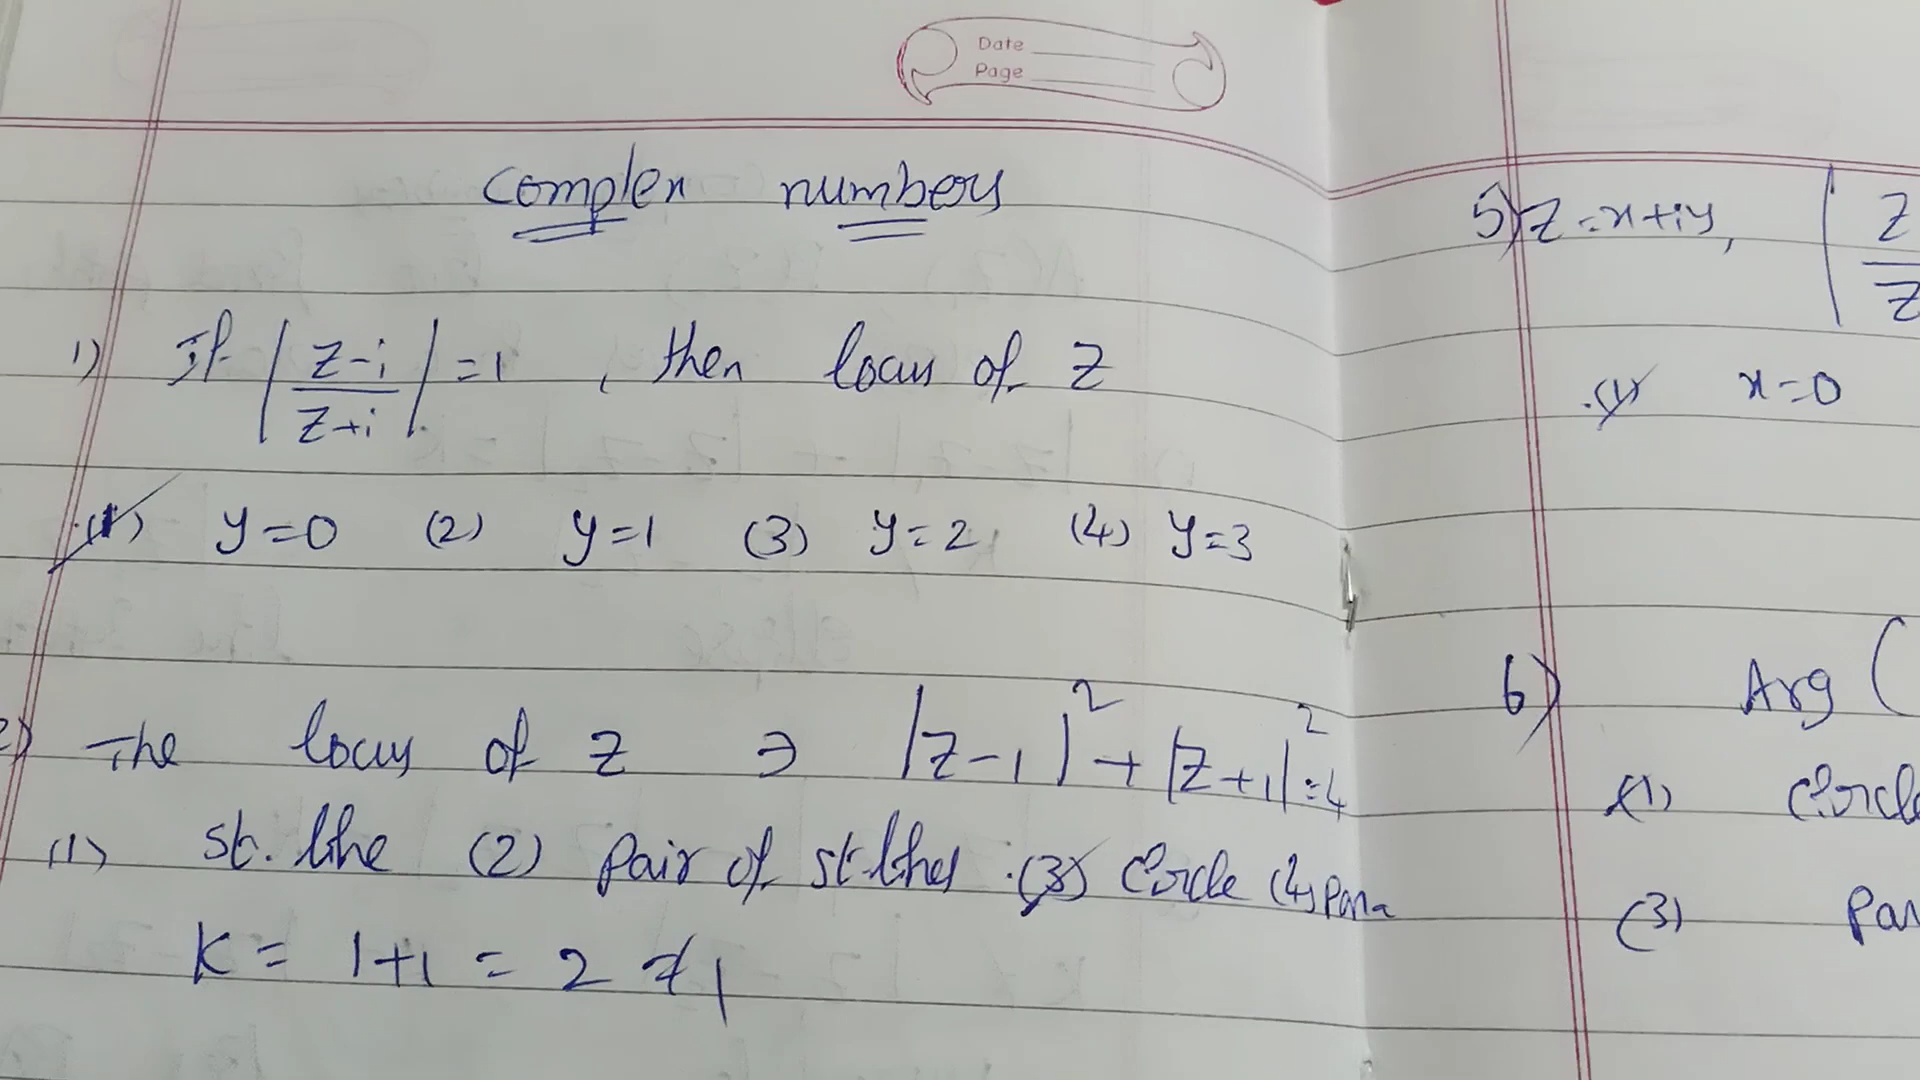 Date
Page
Complex numbers
1) If |z-i/z+i| = 1, then locus of z
(1) y=0 (2) y=1 (3) y=2 (4) y=3
2) The locus of z ∋ |z-1|²+|z+1|²=4
(1) st. line (2) Pair of st.lines (3) Circle (4) Para
K = 1+1 = 2 ≠ 1
5) Z=x+iy, |z/z
(1) x=0
6) Arg (
(1) Circle
(3) Par